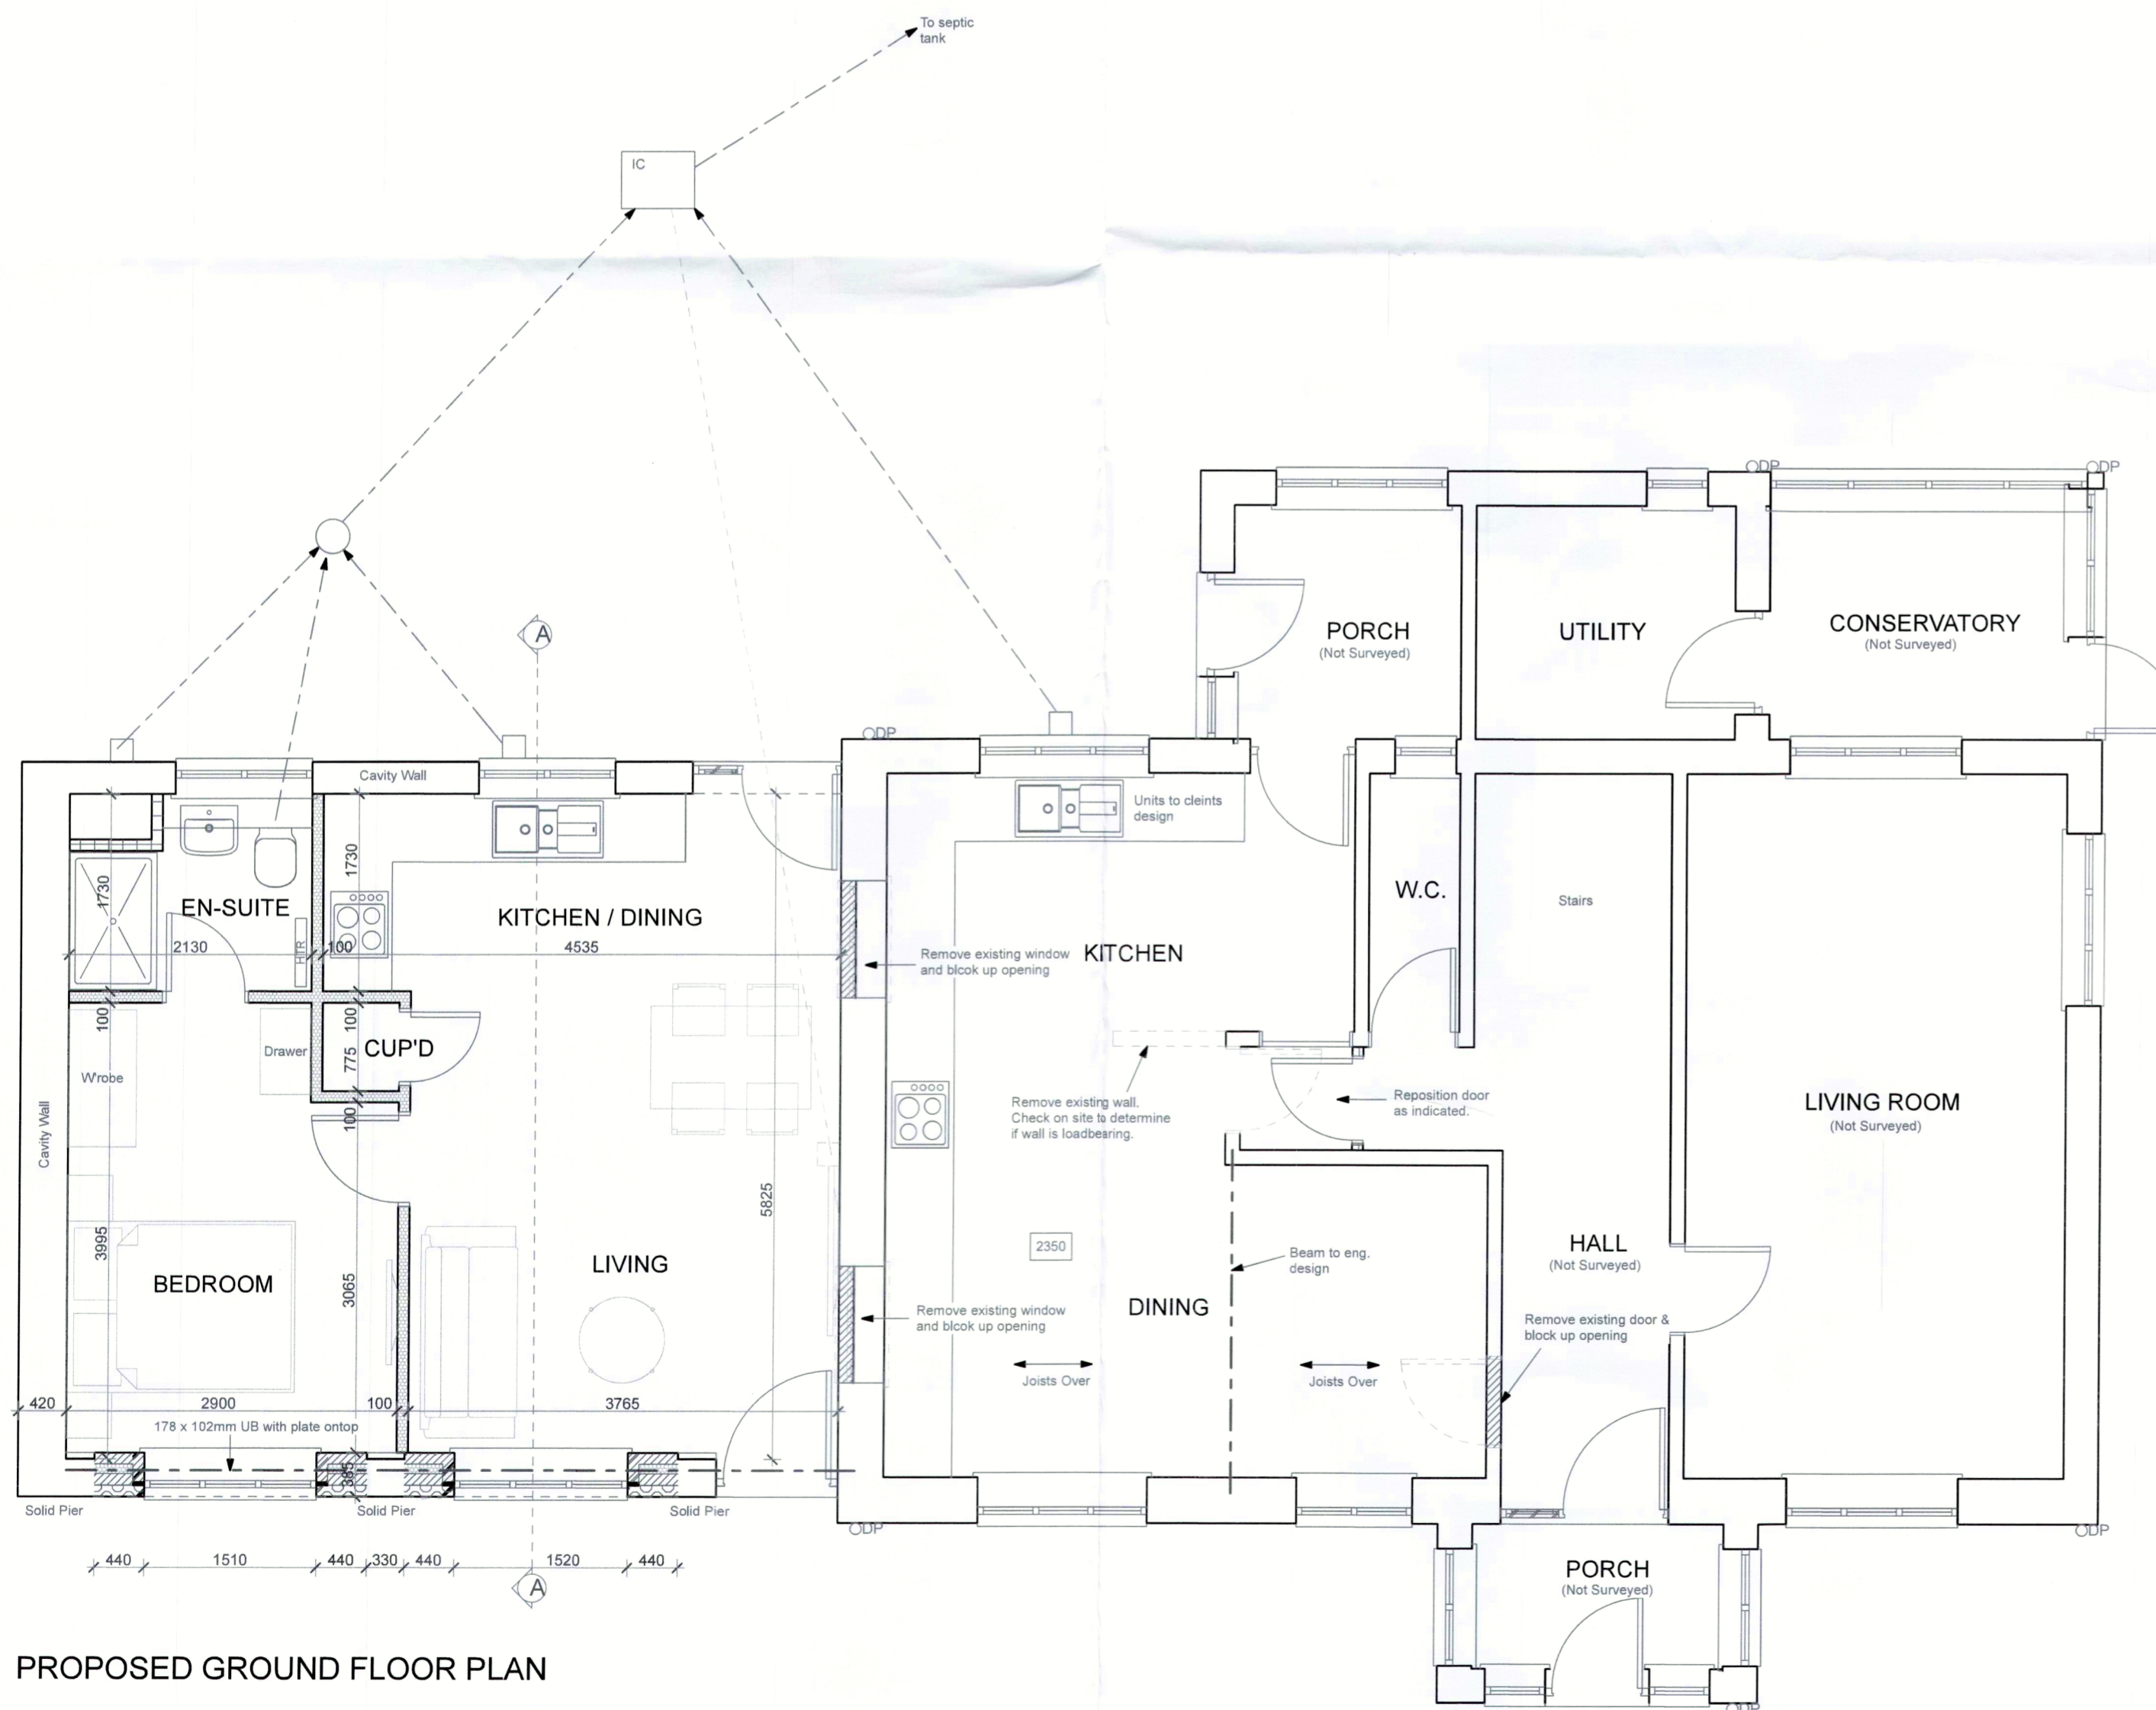 To septic
tank
IC
A
ODP
ODP
PORCH
(Not Surveyed)
UTILITY
CONSERVATORY
(Not Surveyed)
ODP
Cavity Wall
Units to cleints
design
1730
1730
EN-SUITE
KITCHEN / DINING
W.C.
Stairs
2130
HTR
100
4535
KITCHEN
Remove existing window
and blcok up opening
100
100
Drawer
775
CUP'D
W'robe
100
Cavity Wall
Remove existing wall.
Check on site to determine
if wall is loadbearing.
Reposition door
as indicated.
LIVING ROOM
(Not Surveyed)
5825
3995
BEDROOM
3065
LIVING
2350
Beam to eng.
design
HALL
(Not Surveyed)
DINING
Remove existing window
and blcok up opening
Remove existing door &
block up opening
Joists Over
Joists Over
420
2900
100
3765
178 x 102mm UB with plate ontop
385
Solid Pier
Solid Pier
Solid Pier
ODP
ODP
440
1510
440
330
440
1520
440
A
PORCH
(Not Surveyed)
PROPOSED GROUND FLOOR PLAN
ODP